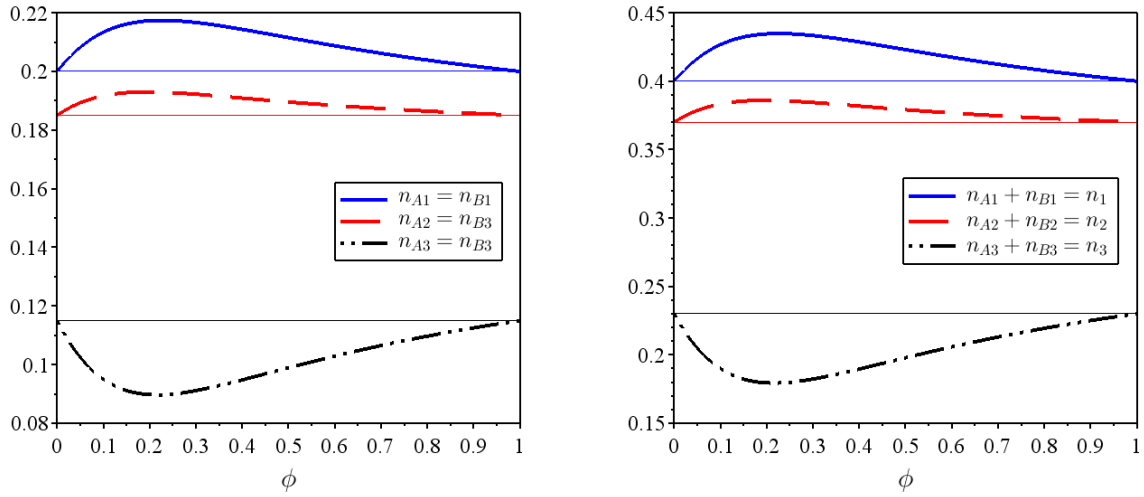 0.22
0.2
0.18
0.16
0.14
0.12
0.1
0.08
0 0.1 0.2 0.3 0.4 0.5 0.6 0.7 0.8 0.9 1
ϕ
n_{A1} = n_{B1}
n_{A2} = n_{B3}
n_{A3} = n_{B3}
0.45
0.4
0.35
0.3
0.25
0.2
0.15
0 0.1 0.2 0.3 0.4 0.5 0.6 0.7 0.8 0.9 1
ϕ
n_{A1} + n_{B1} = n_1
n_{A2} + n_{B2} = n_2
n_{A3} + n_{B3} = n_3